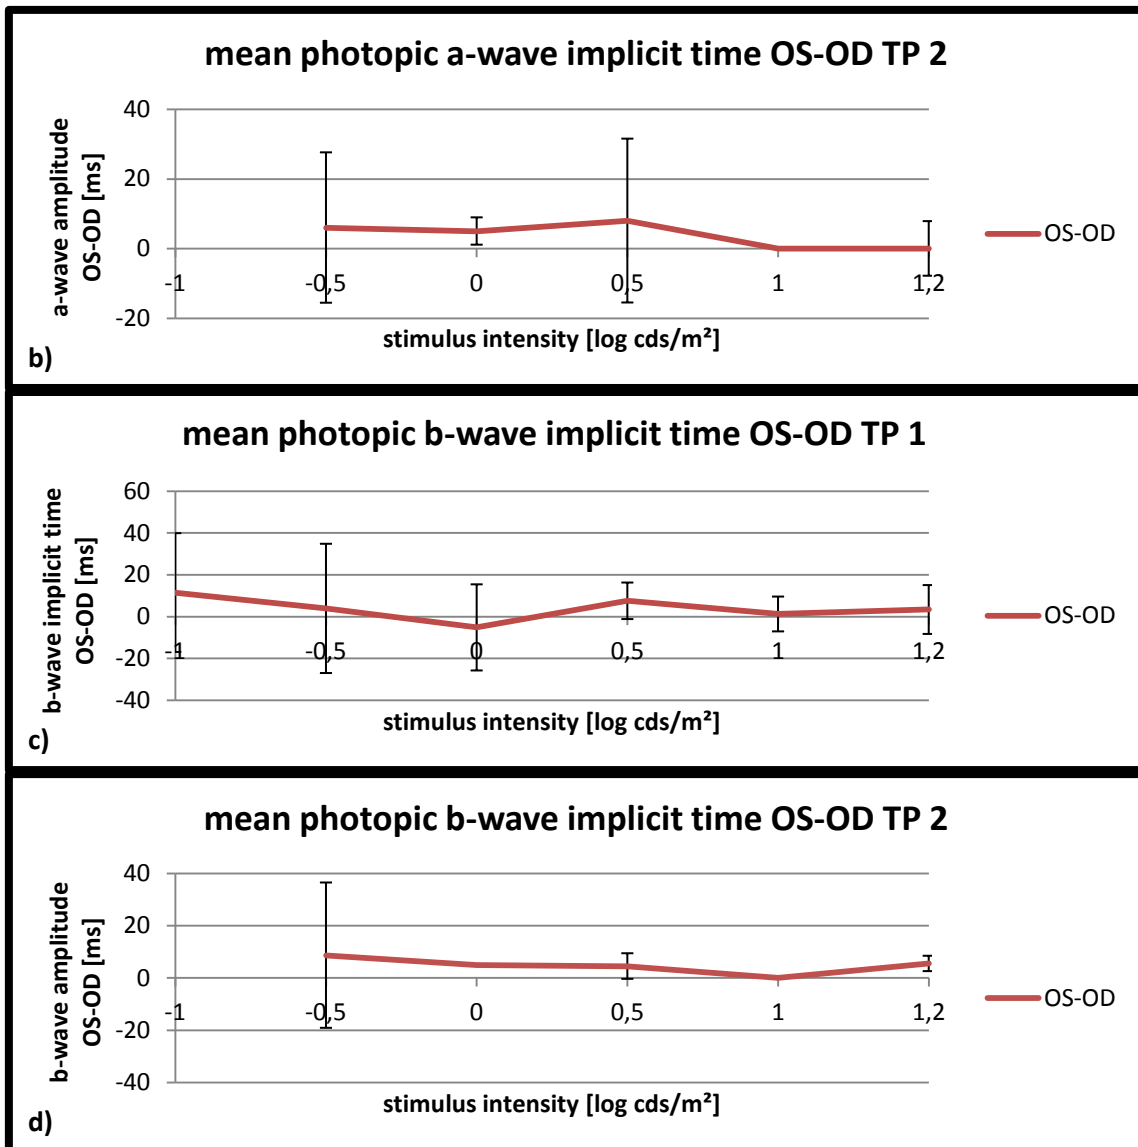 mean photopic a-wave implicit time OS-OD TP 2
a-wave amplitude
OS-OD [ms]
40
20
0
-20
-1
-0,5
0
0,5
1
1,2
stimulus intensity [log cds/m²]
OS-OD
b)
mean photopic b-wave implicit time OS-OD TP 1
b-wave implicit time
OS-OD [ms]
60
40
20
0
-20
-40
-1
-0,5
0
0,5
1
1,2
stimulus intensity [log cds/m²]
OS-OD
c)
mean photopic b-wave implicit time OS-OD TP 2
b-wave amplitude
OS-OD [ms]
40
20
0
-20
-40
-1
-0,5
0
0,5
1
1,2
stimulus intensity [log cds/m²]
OS-OD
d)